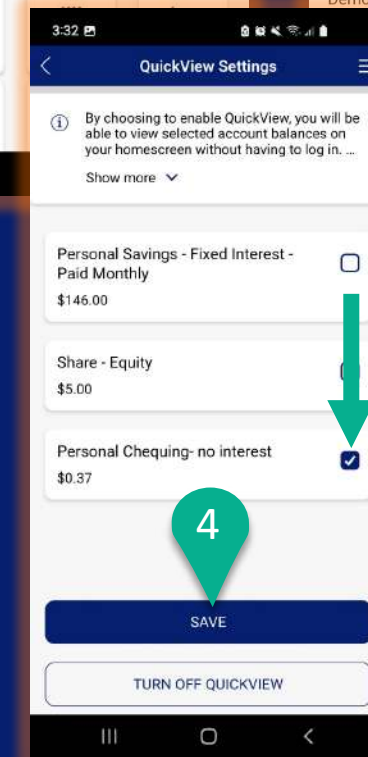 Demo
3:32
QuickView Settings
By choosing to enable QuickView, you will be
able to view selected account balances on
your homescreen without having to log in. ...
Show more
Personal Savings - Fixed Interest -
Paid Monthly
$146.00
Share - Equity
$5.00
Personal Chequing- no interest
$0.37
4
SAVE
TURN OFF QUICKVIEW